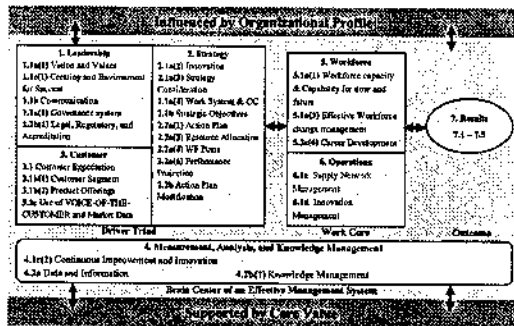 Influenced by Organizational Profile
1. Leadership
1.1a(1) Vision and Values
1.1c(1) Creating and Environment
for Success
1.1b Communication
1.2a(1) Governance system
1.2b(1) Legal, Regulatory, and
Accreditation
3. Customer
3.1 Customer Expectation
3.1b(1) Customer Segment
3.1b(2) Product Offerings
3.2c Use of VOICE-OF-THE-
CUSTOMER and Market Data
Driver Triad
2. Strategy
2.1a(2) Innovation
2.1a(3) Strategy
Consideration
2.1a(4) Work System & CC
2.1b Strategic Objectives
2.2a(1) Action Plan
2.2a(3) Resource Allocation
2.2a(4) WF Plans
2.2a(6) Performance
Projection
2.2b Action Plan
Modification
5. Workforce
5.1a(1) Workforce capacity
& Capability for now and
future
5.1a(3) Effective Workforce
change management
5.2c(4) Career Development
6. Operations
6.1c Supply Network
Management
6.1d Innovation
Management
Work Core
7. Results
7.1 – 7.5
Outcome
4. Measurement, Analysis, and Knowledge Management
4.1c(2) Continuous Improvement and Innovation
4.2a Data and Information
4.2b(1) Knowledge Management
Brain Center of an Effective Management System
Supported by Core Value